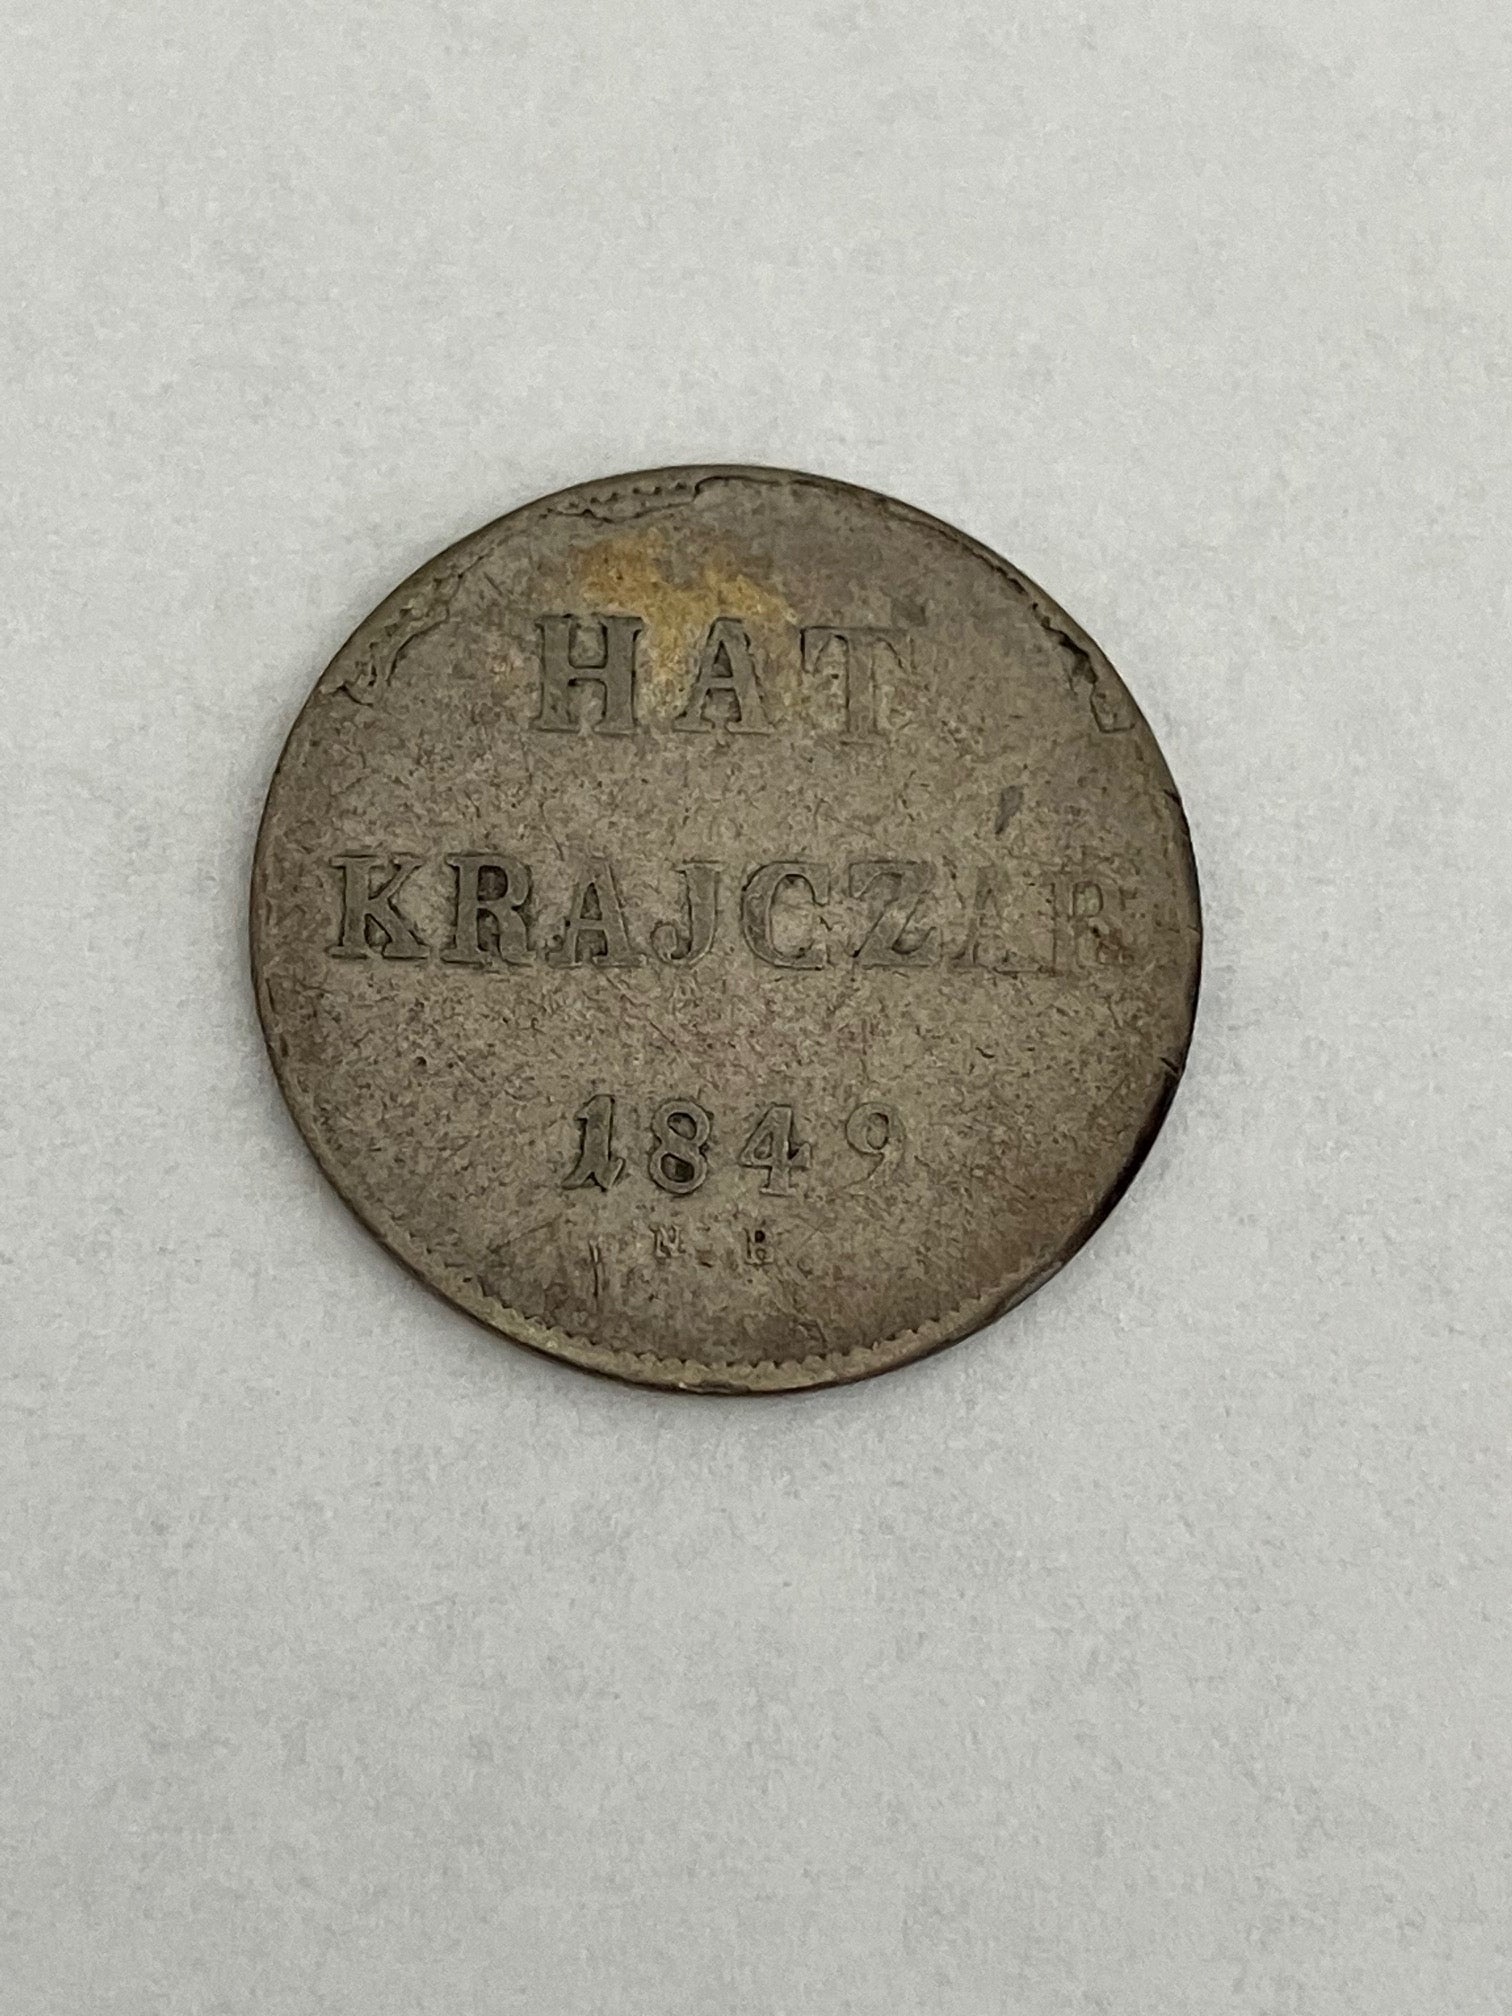 HAT
KRAJCZÁR
1849
N. B.